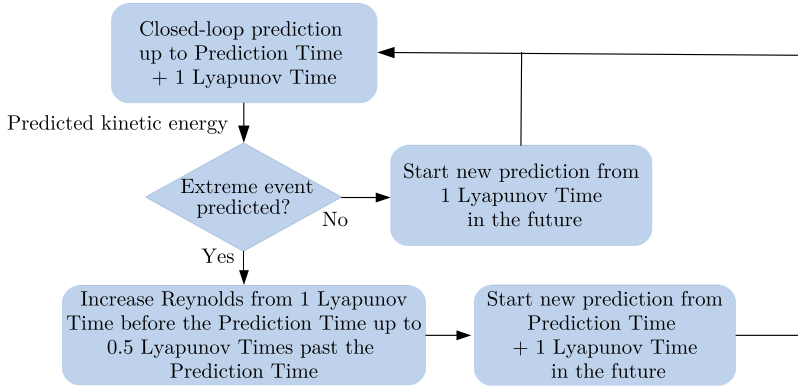 Closed-loop prediction
up to Prediction Time
+ 1 Lyapunov Time
Predicted kinetic energy
Extreme event
predicted?
No
Start new prediction from
1 Lyapunov Time
in the future
Yes
Increase Reynolds from 1 Lyapunov
Time before the Prediction Time up to
0.5 Lyapunov Times past the
Prediction Time
Start new prediction from
Prediction Time
+ 1 Lyapunov Time
in the future